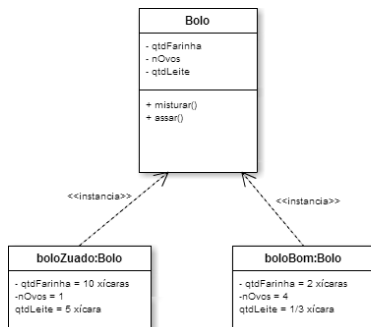 Bolo
- qtdFarinha
- nOvos
- qtdLeite
+ misturar()
+ assar()
<<instancia>>
<<instancia>>
boloZuado:Bolo
- qtdFarinha = 10 xícaras
-nOvos = 1
qtdLeite = 5 xícara
boloBom:Bolo
- qtdFarinha = 2 xícaras
-nOvos = 4
qtdLeite = 1/3 xícara